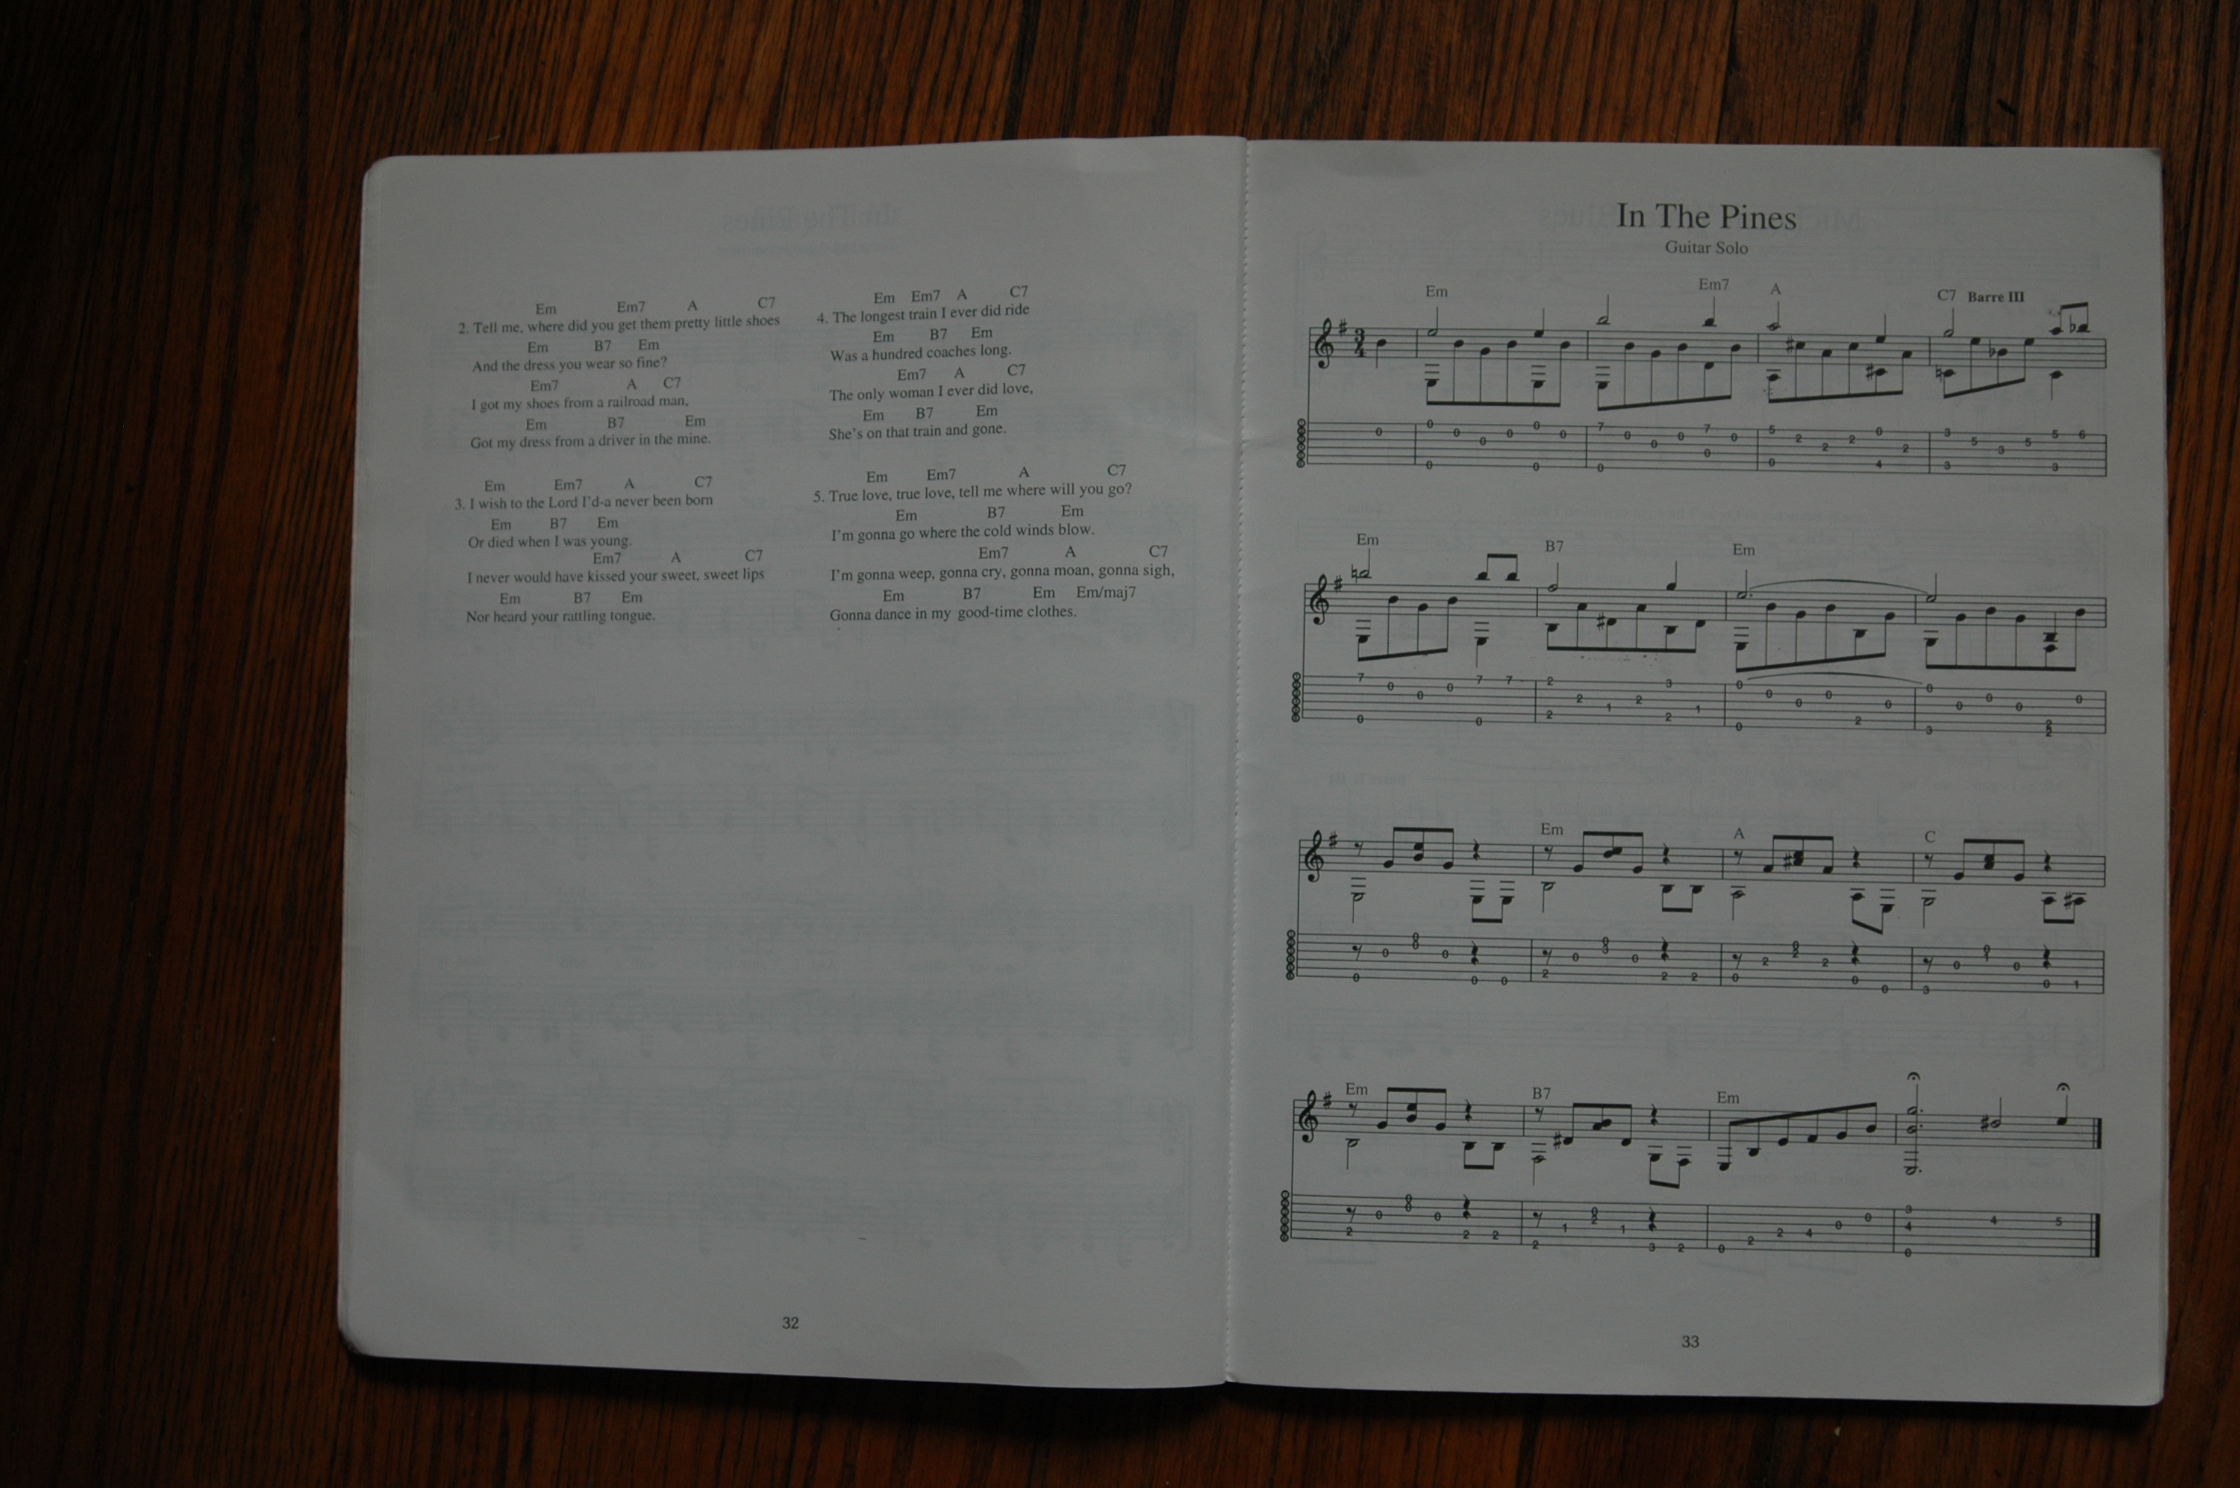 Em Em7 A C7
2. Tell me, where did you get them pretty little shoes
Em B7 Em
And the dress you wear so fine?
Em7 A C7
I got my shoes from a railroad man,
Em B7 Em
Got my dress from a driver in the mine.
Em Em7 A C7
3. I wish to the Lord I'd-a never been born
Em B7 Em
Or died when I was young.
Em7 A C7
I never would have kissed your sweet, sweet lips
Em B7 Em
Nor heard your rattling tongue.
Em Em7 A C7
4. The longest train I ever did ride
Em B7 Em
Was a hundred coaches long,
Em7 A C7
The only woman I ever did love,
Em B7 Em
She's on that train and gone.
Em Em7 A C7
5. True love, true love, tell me where will you go?
Em B7 Em
I'm gonna go where the cold winds blow.
Em7 A C7
I'm gonna weep, gonna cry, gonna moan, gonna sigh,
Em B7 Em Em/maj7
Gonna dance in my good-time clothes.
32
In The Pines
Guitar Solo
Em Em7 A C7 Barre III
Em B7 Em
Em A C
Em B7 Em
33